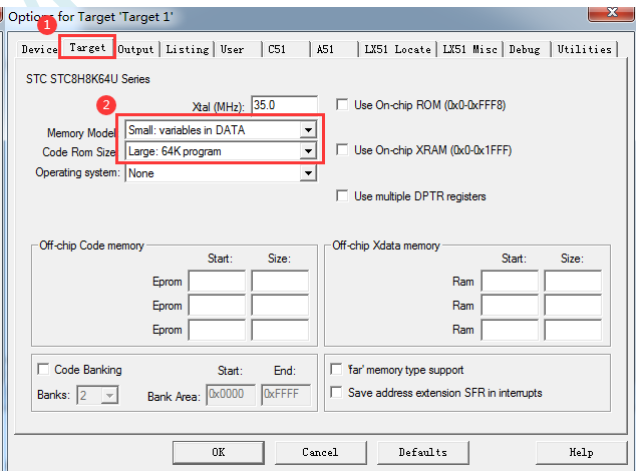 Options for Target 'Target 1'
1
Device Target Output Listing User C51 A51 LX51 Locate LX51 Misc Debug Utilities
STC STC8H8K64U Series
2
Xtal (MHz): 35.0
Use On-chip ROM (0x0-0xFFF8)
Memory Model: Small: variables in DATA
Code Rom Size: Large: 64K program
Use On-chip XRAM (0x0-0x1FFF)
Operating system: None
Use multiple DPTR registers
Off-chip Code memory
Start: Size:
Eprom
Eprom
Eprom
Off-chip Xdata memory
Start: Size:
Ram
Ram
Ram
Code Banking Start: End:
Banks: 2 Bank Area: 0x0000 0xFFFF
'far' memory type support
Save address extension SFR in interrupts
OK Cancel Defaults Help